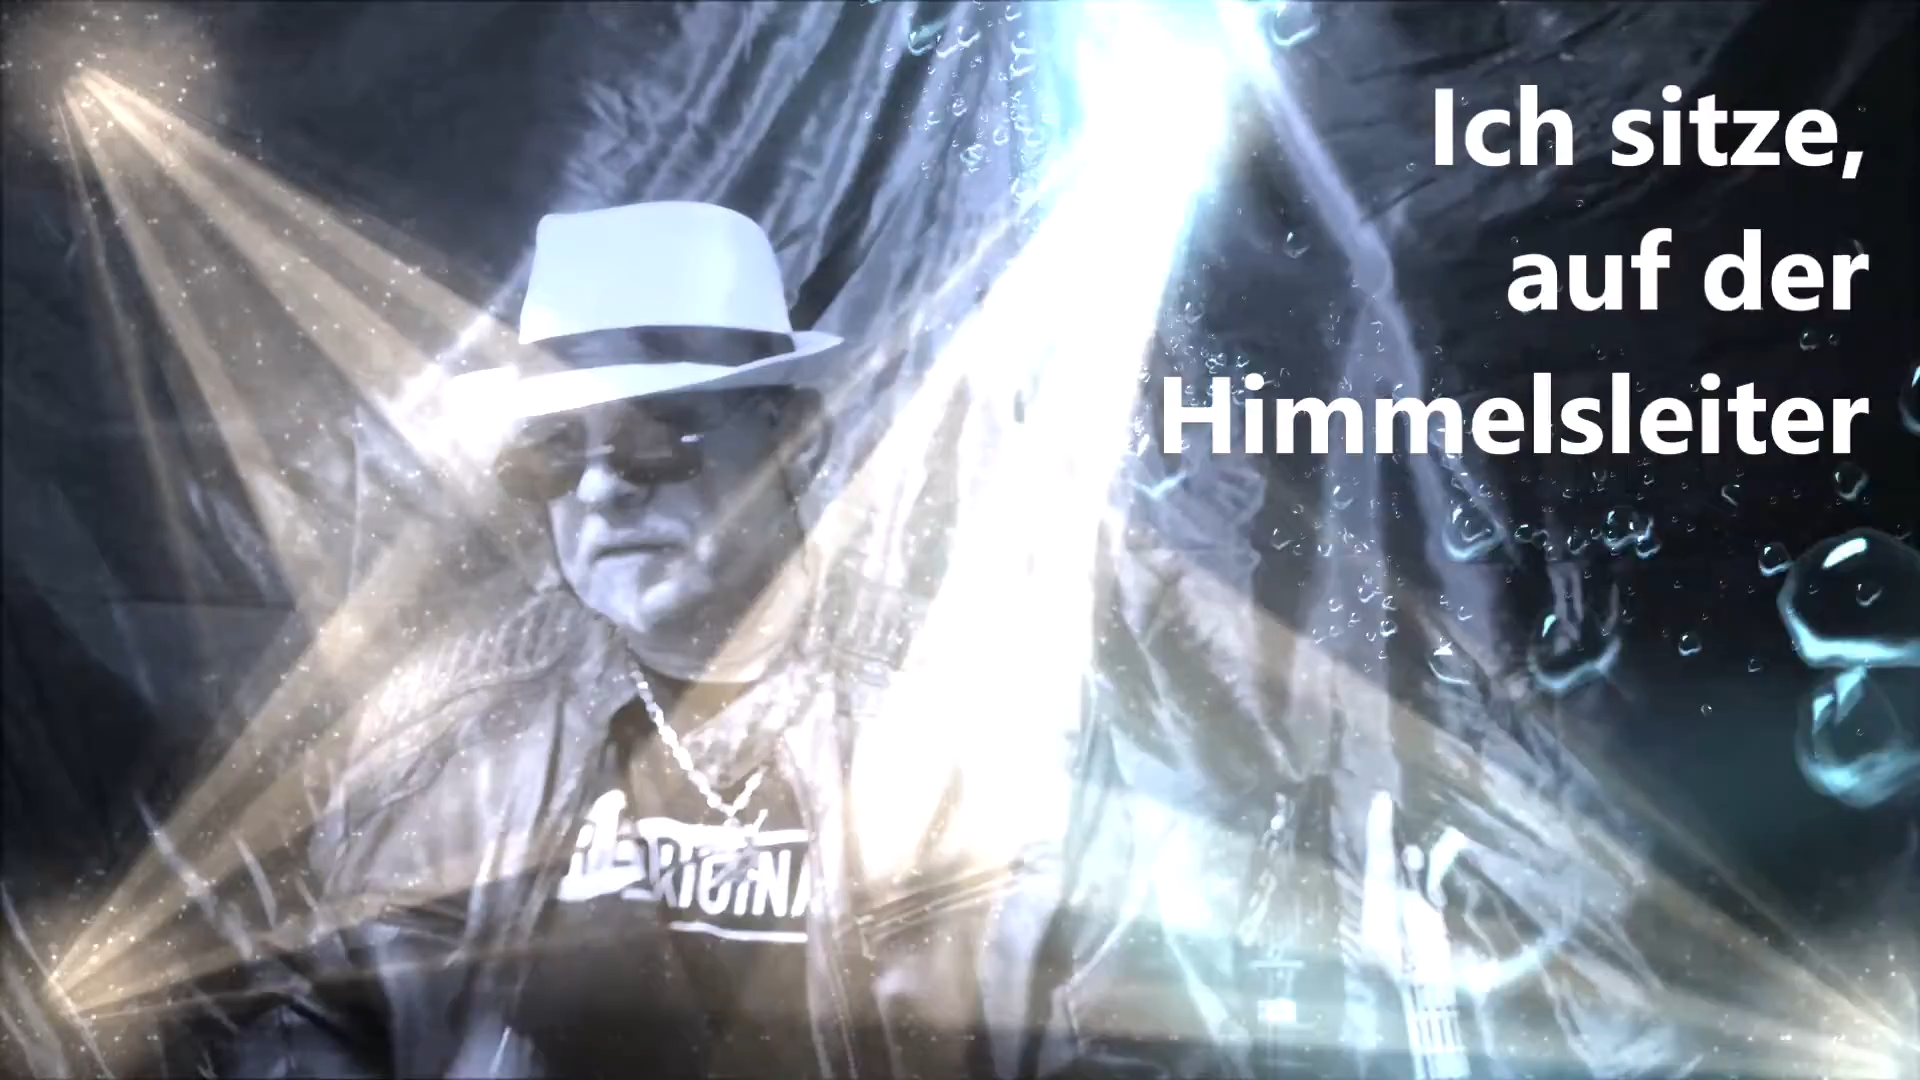 Ich sitze,
auf der
Himmelsleiter